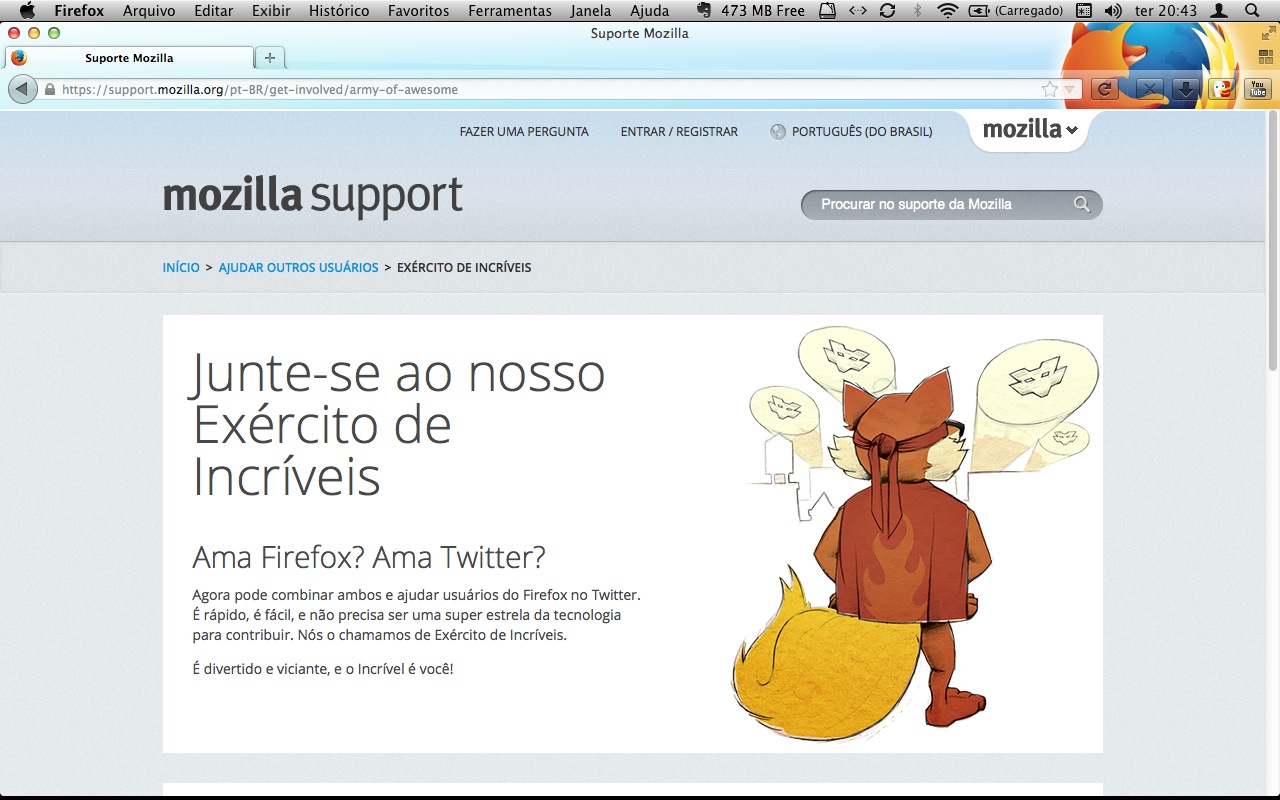 Firefox Arquivo Editar Exibir Histórico Favoritos Ferramentas Janela Ajuda 473 MB Free (Carregado) ter 20:43
Suporte Mozilla
Suporte Mozilla
https://support.mozilla.org/pt-BR/get-involved/army-of-awesome
You Tube
FAZER UMA PERGUNTA ENTRAR / REGISTRAR PORTUGUÊS (DO BRASIL) mozilla
mozilla support
Procurar no suporte da Mozilla
INÍCIO > AJUDAR OUTROS USUÁRIOS > EXÉRCITO DE INCRÍVEIS
Junte-se ao nosso
Exército de
Incríveis
Ama Firefox? Ama Twitter?
Agora pode combinar ambos e ajudar usuários do Firefox no Twitter.
É rápido, é fácil, e não precisa ser uma super estrela da tecnologia
para contribuir. Nós o chamamos de Exército de Incríveis.
É divertido e viciante, e o Incrível é você!